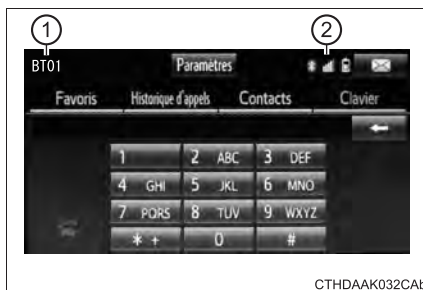 1 2
BT01 Paramètres
Favoris Historique d'appels Contacts Clavier
1 2 ABC 3 DEF
4 GHI 5 JKL 6 MNO
7 PQRS 8 TUV 9 WXYZ
* + 0 #
CTHDAAK032CAb